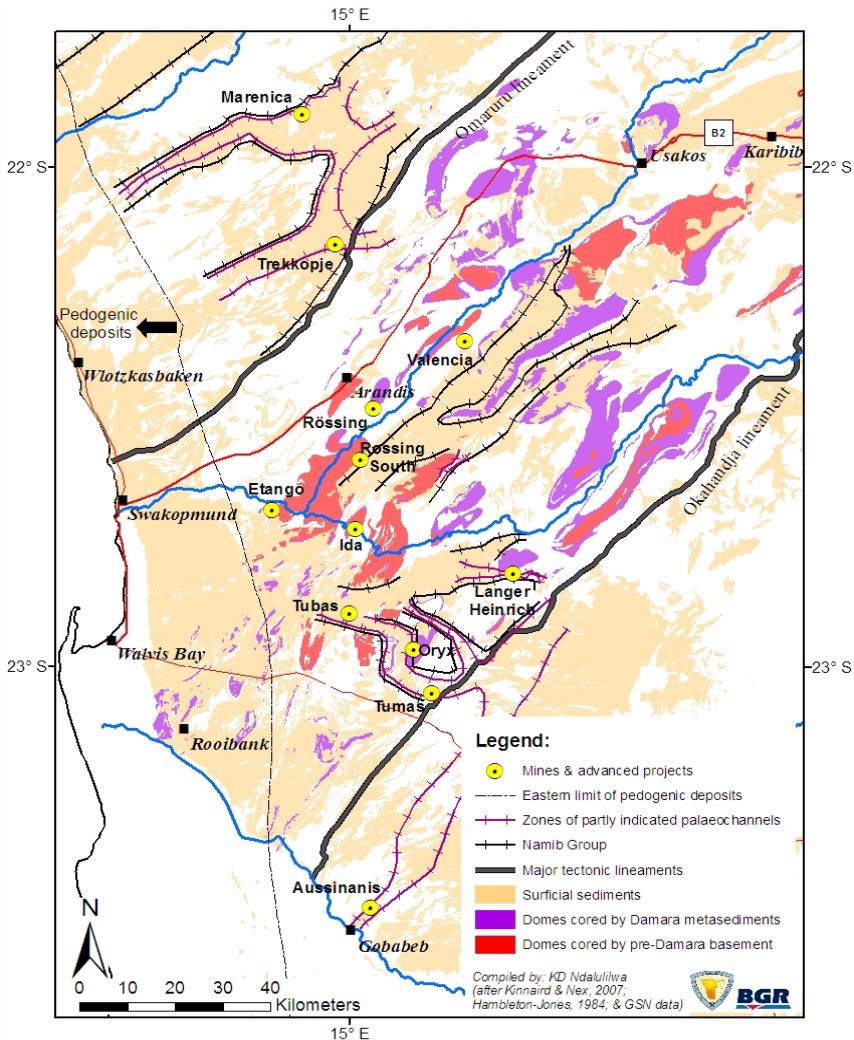 15° E
Marenica
Omaruru lineament
B2
Usakos
Karibib
22° S
22° S
Trekkopje
Pedogenic
deposits
Valencia
Wlotzkasbaken
Arandis
Rössing
Rössing
South
Okahandja lineament
Etango
Swakopmund
Ida
Langer
Heinrich
Tubas
Oryx
Walvis Bay
23° S
23° S
Tumas
Rooibank
Legend:
Mines & advanced projects
Eastern limit of pedogenic deposits
Zones of partly indicated palaeochannels
Namib Group
Major tectonic lineaments
Surficial sediments
Domes cored by Damara metasediments
Domes cored by pre-Damara basement
Aussinanis
Gobabeb
N
0 10 20 30 40
Kilometers
Compiled by: KD Ndalulilwa
(after Kinnaird & Nex, 2007;
Hambleton-Jones, 1984; & GSN data)
BGR
15° E